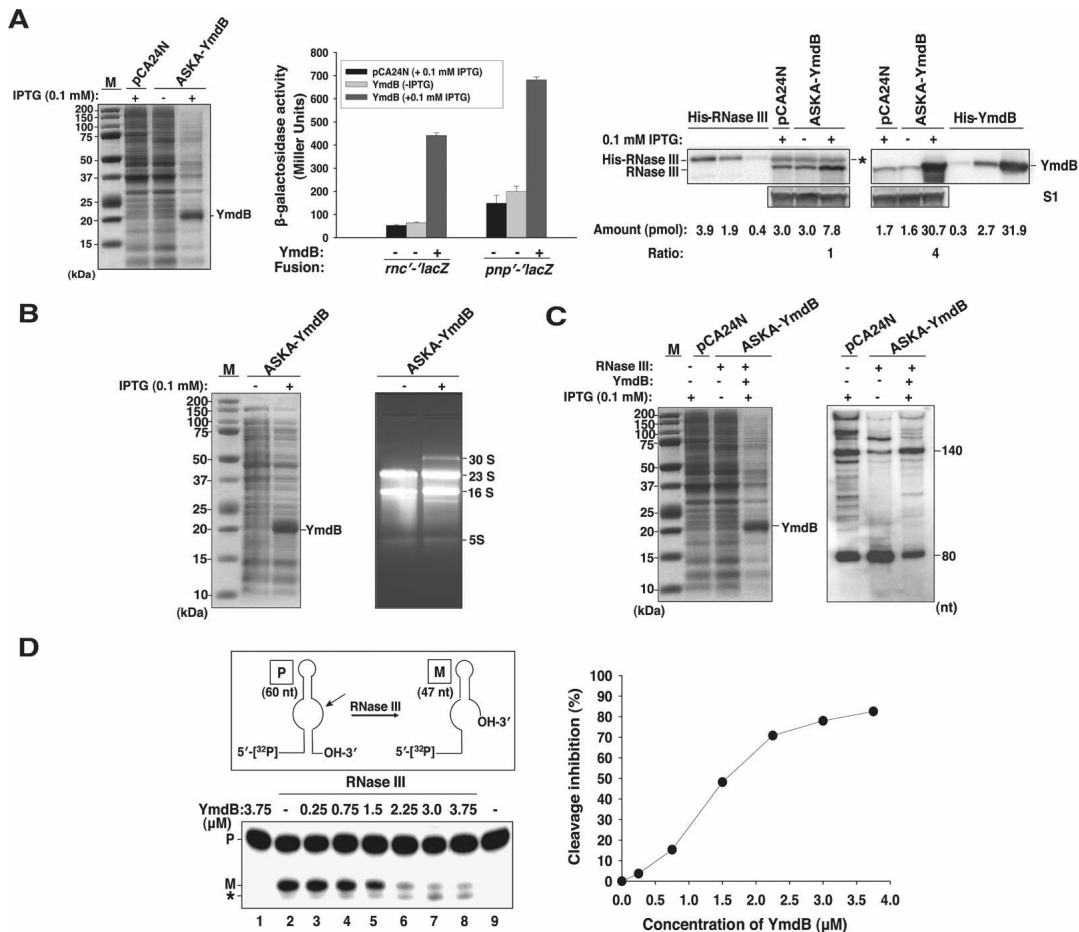 A
M
pCA24N
ASKA-YmdB
IPTG (0.1 mM): + - +
200
150
100
75
50
37
25
20
15
(kDa)
YmdB
β-galactosidase activity
(Miller Units)
800
700
600
500
400
300
200
100
0
pCA24N (+ 0.1 mM IPTG)
YmdB (-IPTG)
YmdB (+0.1 mM IPTG)
YmdB: - - + - - +
Fusion: rnc'-'lacZ pnp'-'lacZ
His-RNase III pCA24N ASKA-YmdB pCA24N ASKA-YmdB His-YmdB
0.1 mM IPTG: + - + + - +
His-RNase III
RNase III
*
YmdB
S1
Amount (pmol) 3.9 1.9 0.4 3.0 3.0 7.8 1.7 1.6 30.7 0.3 2.7 31.9
Ratio: 1 4
B
M
ASKA-YmdB
IPTG (0.1 mM): - +
200
150
100
75
50
37
25
20
15
10
(kDa)
YmdB
ASKA-YmdB
- +
30 S
23 S
16 S
5S
C
M
pCA24N
ASKA-YmdB
RNase III: - + +
YmdB: - - +
IPTG (0.1 mM): + - +
200
150
100
75
50
37
25
20
15
10
(kDa)
YmdB
pCA24N
ASKA-YmdB
- + +
- - +
+ - +
140
80
(nt)
D
P
(60 nt)
RNase III
M
(47 nt)
OH-3′
5′-[³²P] OH-3′ 5′-[³²P]
RNase III
YmdB: 3.75 - 0.25 0.75 1.5 2.25 3.0 3.75 -
(μM)
P
M
*
1 2 3 4 5 6 7 8 9
Cleavage inhibition (%)
100
90
80
70
60
50
40
30
20
10
0
0.0 0.5 1.0 1.5 2.0 2.5 3.0 3.5 4.0
Concentration of YmdB (μM)